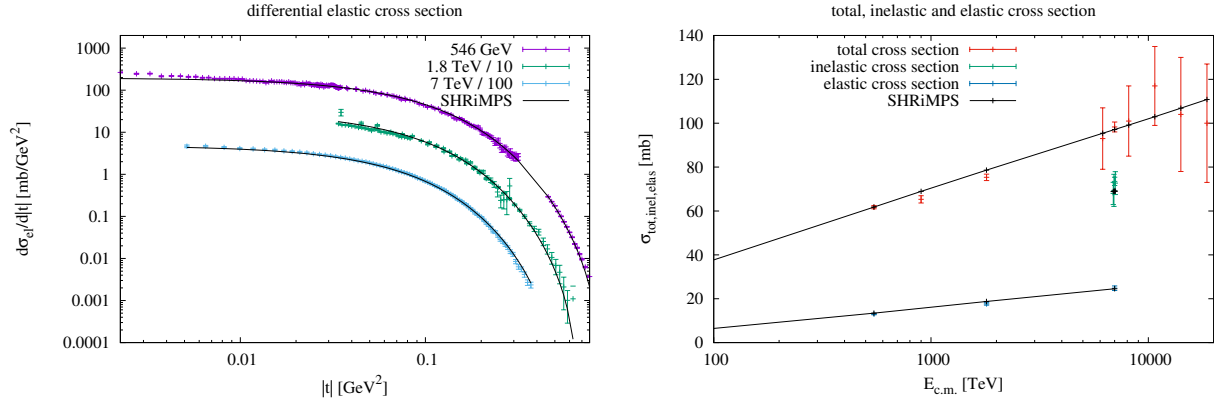 differential elastic cross section
1000
100
10
1
0.1
0.01
0.001
0.0001
dσel/d|t| [mb/GeV²]
546 GeV
1.8 TeV / 10
7 TeV / 100
SHRiMPS
0.01
0.1
|t| [GeV²]
total, inelastic and elastic cross section
140
120
100
80
60
40
20
0
σtot,inel,elas [mb]
total cross section
inelastic cross section
elastic cross section
SHRiMPS
100
1000
10000
Ec.m. [TeV]